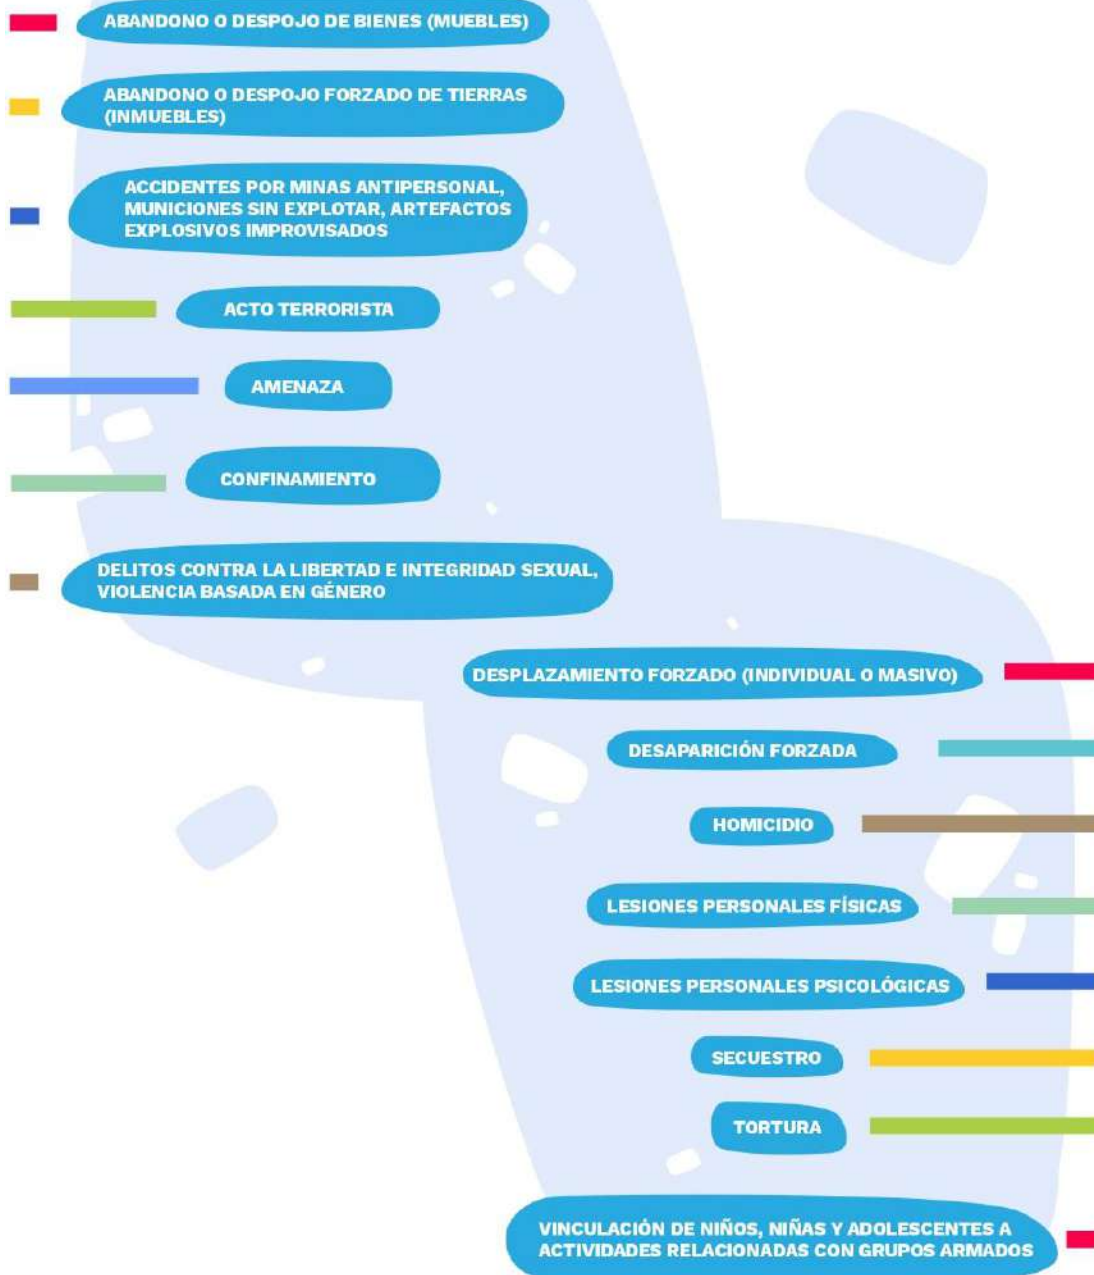 ABANDONO O DESPOJO DE BIENES (MUEBLES)
ABANDONO O DESPOJO FORZADO DE TIERRAS
(INMUEBLES)
ACCIDENTES POR MINAS ANTIPERSONAL,
MUNICIONES SIN EXPLOTAR, ARTEFACTOS
EXPLOSIVOS IMPROVISADOS
ACTO TERRORISTA
AMENAZA
CONFINAMIENTO
DELITOS CONTRA LA LIBERTAD E INTEGRIDAD SEXUAL,
VIOLENCIA BASADA EN GÉNERO
DESPLAZAMIENTO FORZADO (INDIVIDUAL O MASIVO)
DESAPARICIÓN FORZADA
HOMICIDIO
LESIONES PERSONALES FÍSICAS
LESIONES PERSONALES PSICOLÓGICAS
SECUESTRO
TORTURA
VINCULACIÓN DE NIÑOS, NIÑAS Y ADOLESCENTES A
ACTIVIDADES RELACIONADAS CON GRUPOS ARMADOS